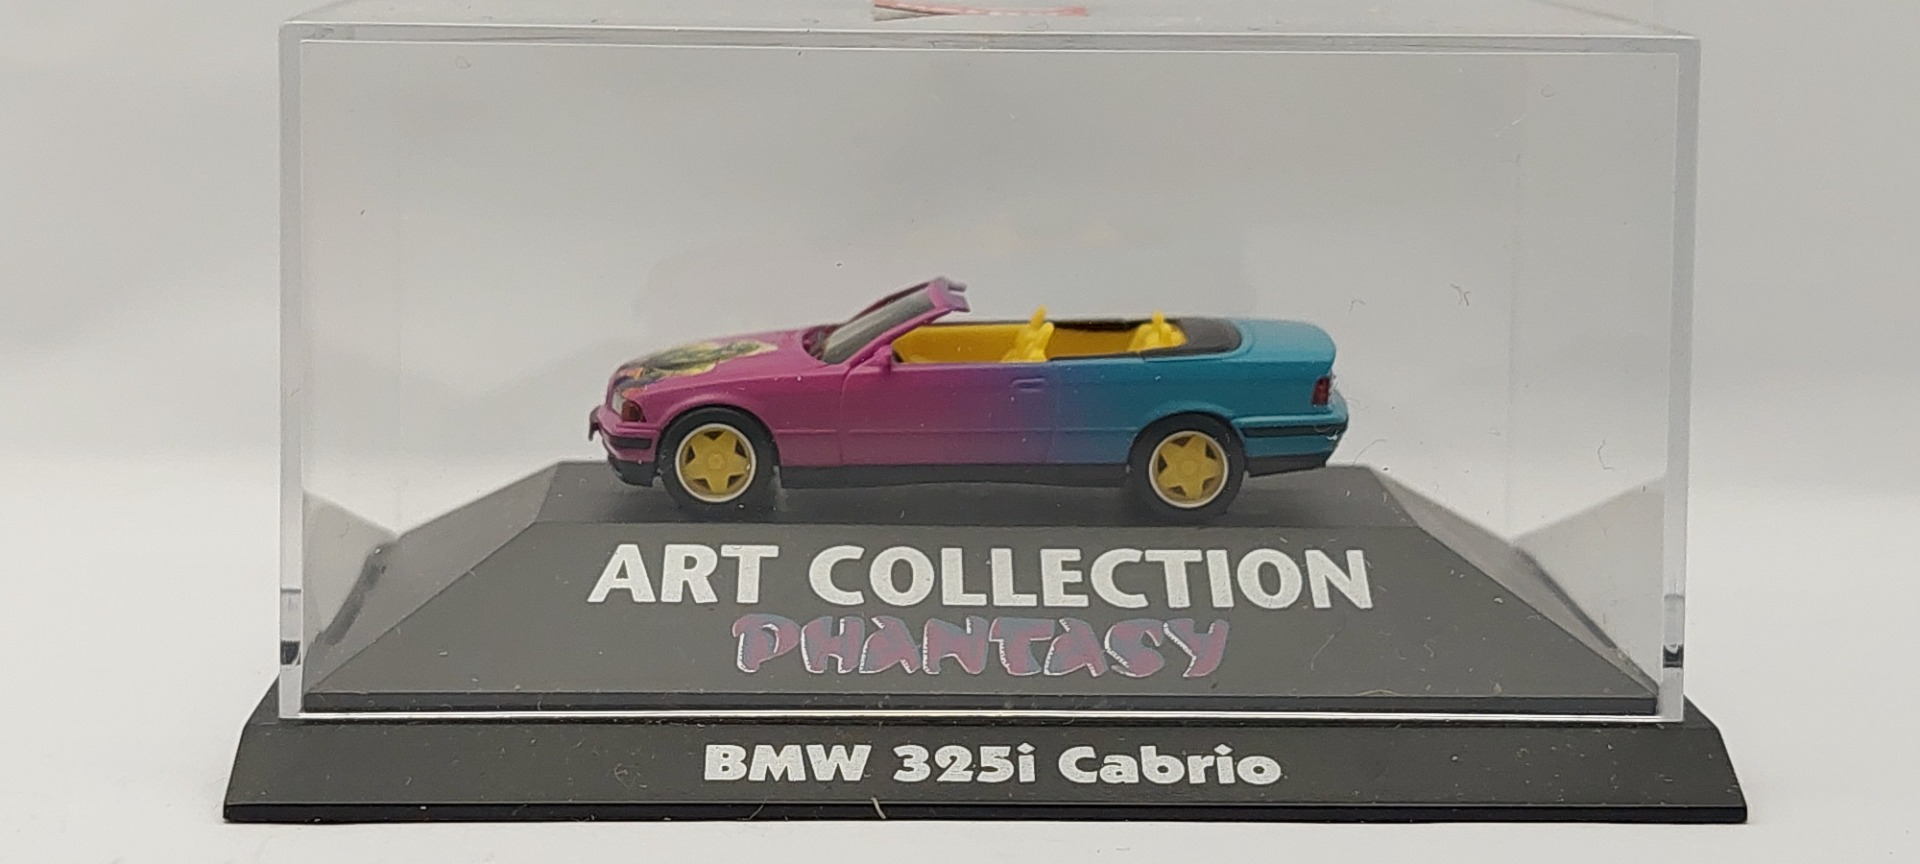 ART COLLECTION
PHANTASY
BMW 325i Cabrio